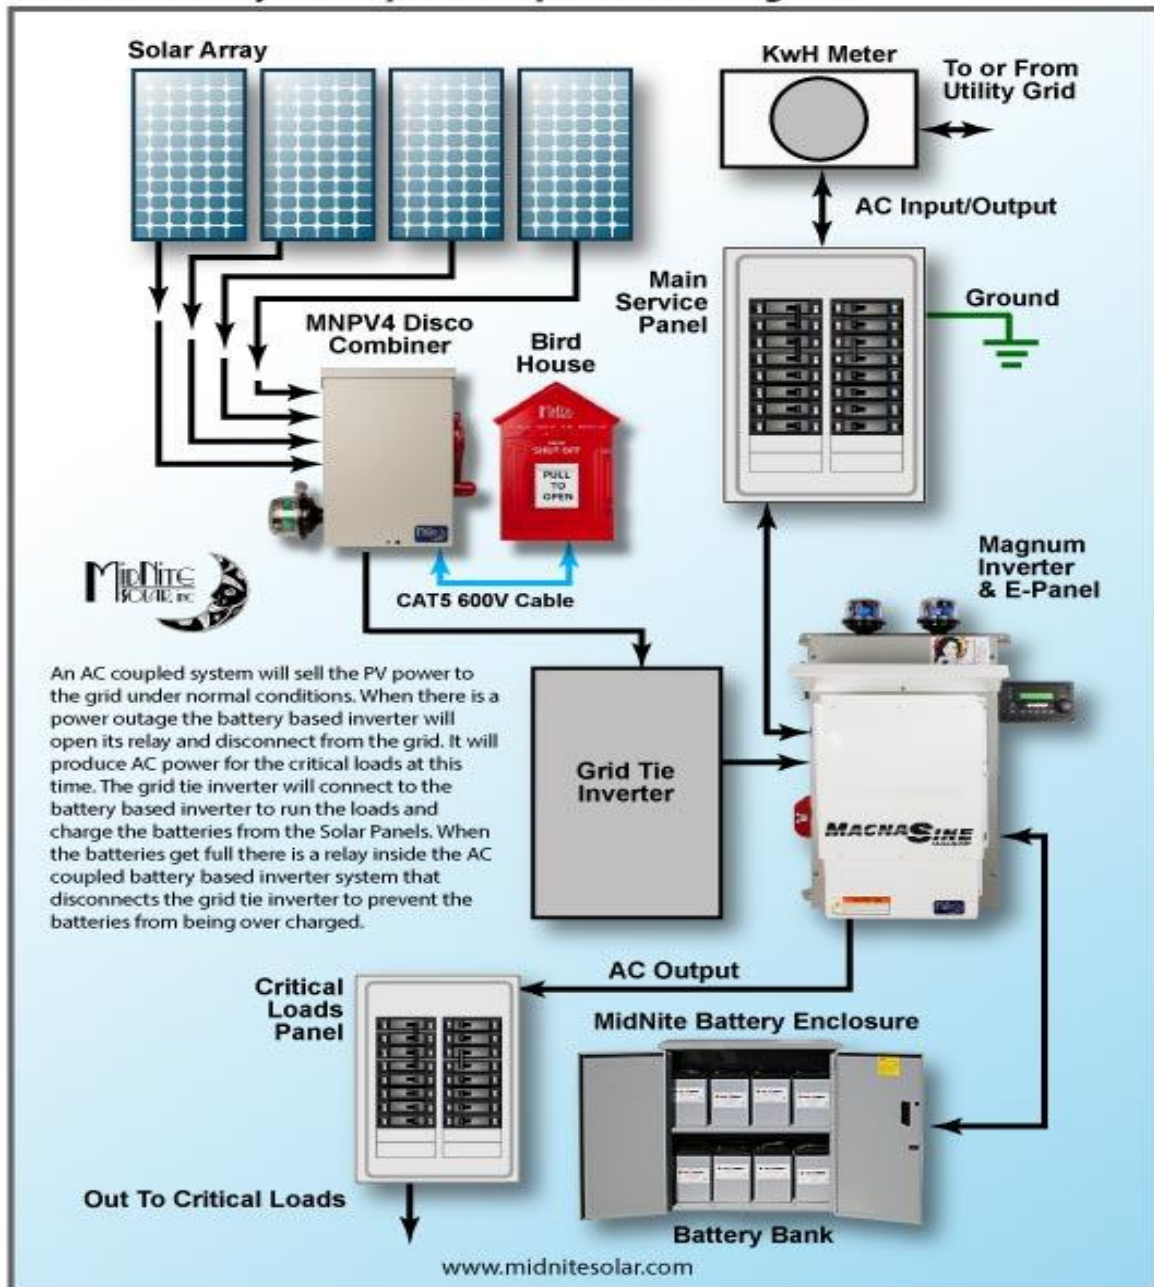 Solar Array
KwH Meter
To or From
Utility Grid
AC Input/Output
Main
Service
Panel
Ground
MNPV4 Disco
Combiner
Bird
House
SHUT OFF
PULL
TO
OPEN
CAT5 600V Cable
MIDNITE
SOLAR, INC
Magnum
Inverter
& E-Panel
An AC coupled system will sell the PV power to
the grid under normal conditions. When there is a
power outage the battery based inverter will
open its relay and disconnect from the grid. It will
produce AC power for the critical loads at this
time. The grid tie inverter will connect to the
battery based inverter to run the loads and
charge the batteries from the Solar Panels. When
the batteries get full there is a relay inside the AC
coupled battery based inverter system that
disconnects the grid tie inverter to prevent the
batteries from being over charged.
Grid Tie
Inverter
MAGNASINE
AC Output
Critical
Loads
Panel
MidNite Battery Enclosure
Out To Critical Loads
Battery Bank
www.midnitesolar.com